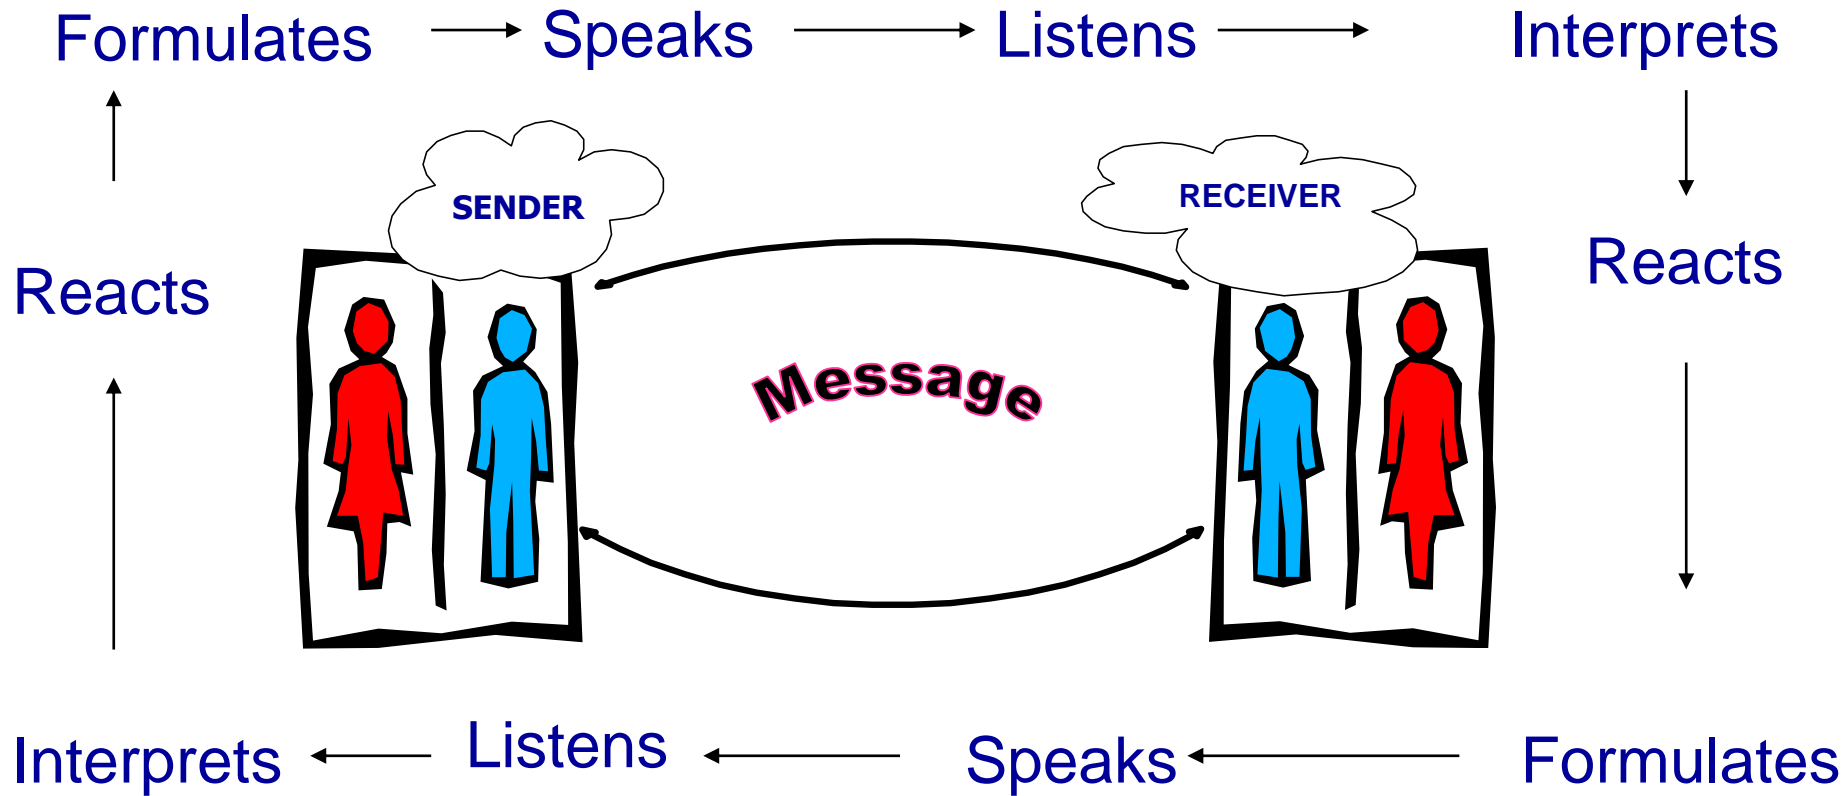 Formulates Speaks Listens Interprets
SENDER
RECEIVER
Reacts
Reacts
Message
Interprets Listens Speaks Formulates